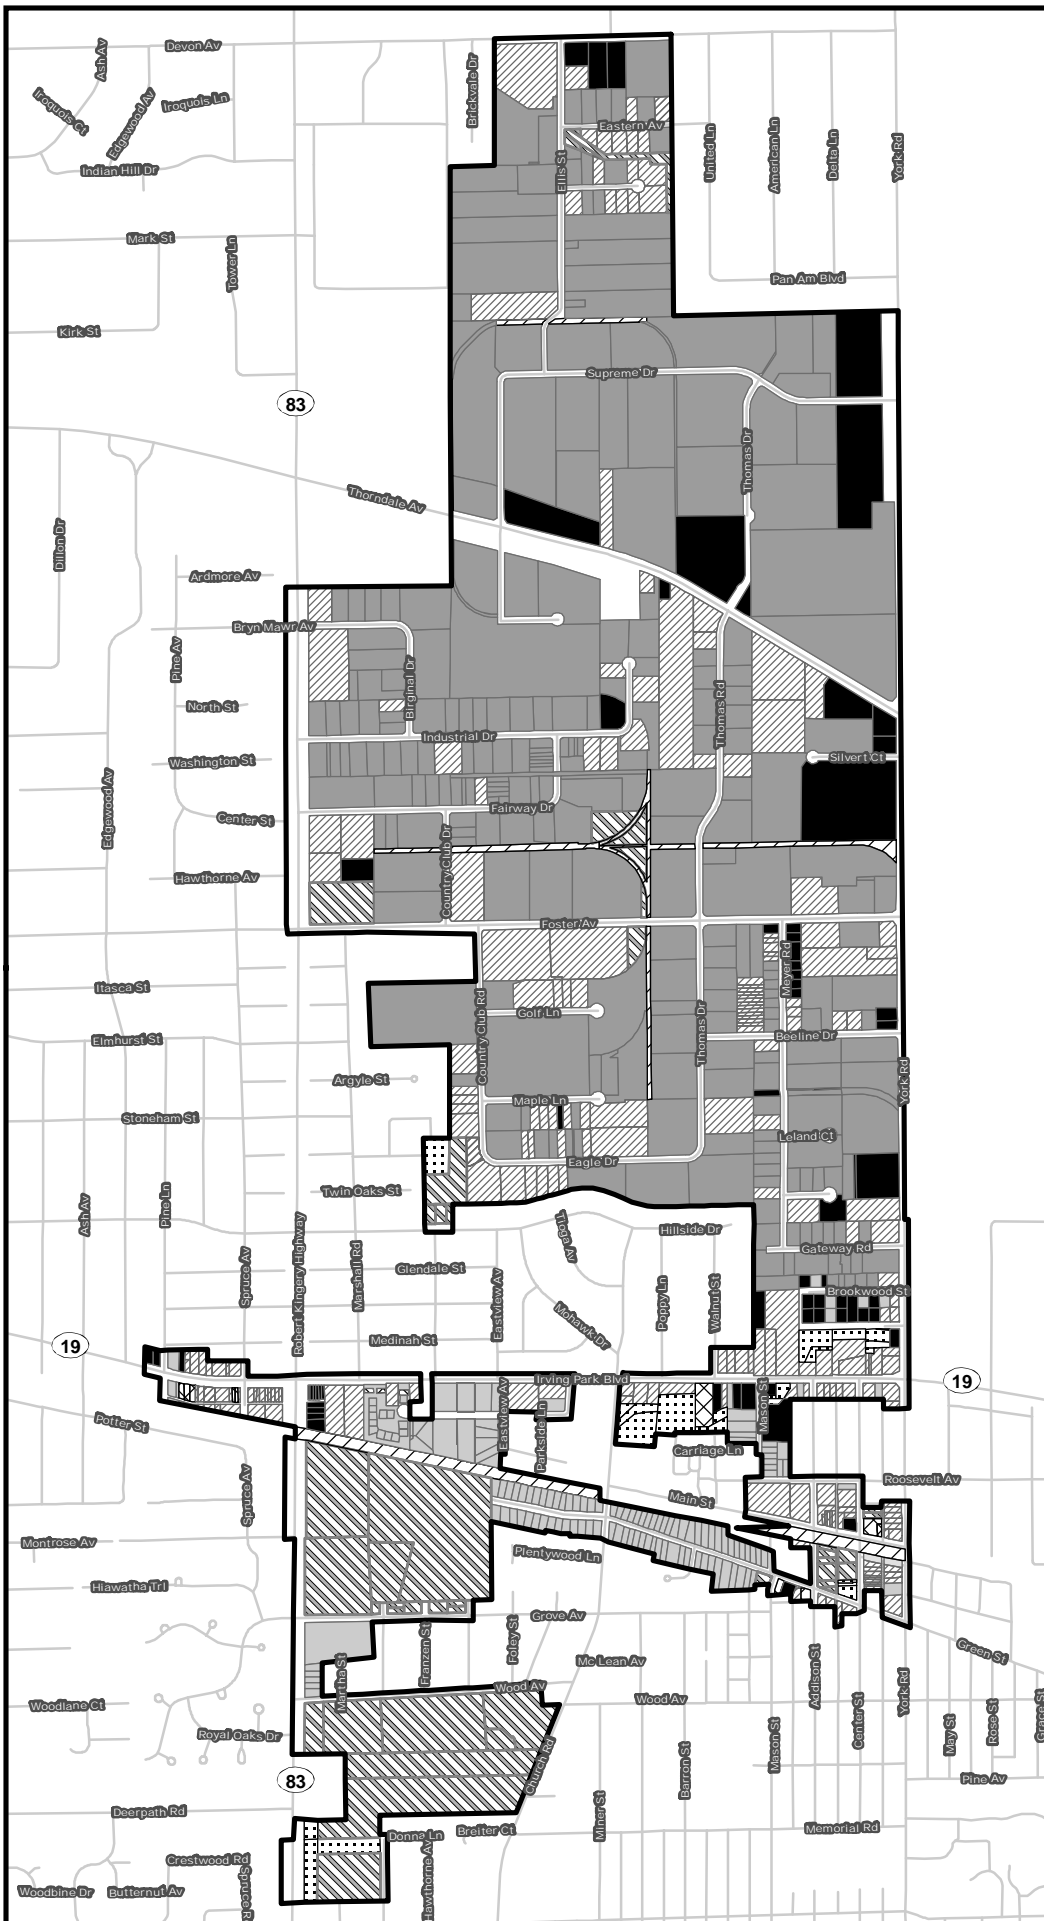 Devon Av
Ash Av
Brickvale Dr
Iroquois Ct
Edgewood Av
Iroquois Ln
Eastern Av
United Ln
American Ln
Delta Ln
York Rd
Indian Hill Dr
Ellis St
Mark St
Tower Ln
Pan Am Blvd
Kirk St
Supreme Dr
83
Thomas Dr
Thorndale Av
Dillon Dr
Ardmore Av
Bryn Mawr Av
Pine Av
Birginal Dr
North St
Thomas Rd
Industrial Dr
Washington St
Silvert Ct
Edgewood Av
Center St
Fairway Dr
Country Club Dr
Hawthorne Av
Foster Av
Meyer Rd
Itasca St
Country Club Rd
Golf Ln
Thomas Dr
Elmhurst St
Beeline Dr
Argyle St
York Rd
Maple Ln
Stoneham St
Leland Ct
Eagle Dr
Twin Oaks St
Ash Av
Pine Ln
Tioga Av
Hillside Dr
Spruce Av
Robert Kingery Highway
Marshall Rd
Gateway Rd
Glendale St
Eastview Av
Poppy Ln
Walnut St
Brookwood St
Mohawk Dr
19
Medinah St
Irving Park Blvd
19
Potter St
Eastview Av
Parkside Ln
Mason St
Carriage Ln
Spruce Av
Roosevelt Av
Main St
Montrose Av
Plentywood Ln
Hiawatha Trl
Grove Av
Franzen St
Foley St
Green St
Martha St
Mc Lean Av
Addison St
Wood Av
Wood Av
York Rd
Woodlane Ct
Center St
May St
Rose St
Grace St
Royal Oaks Dr
Mason St
Church Rd
Barron St
83
Pine Av
Deerpath Rd
Miner St
Donna Ln
Breiter Ct
Memorial Rd
Crestwood Rd
Hawthorne Av
Woodbine Dr
Butternut Av
Spruce R